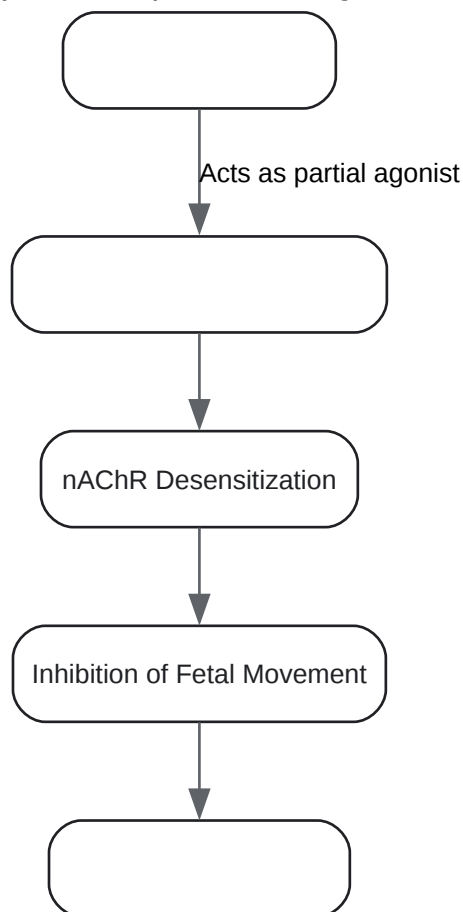 Acts as partial agonist
nAChR Desensitization
Inhibition of Fetal Movement